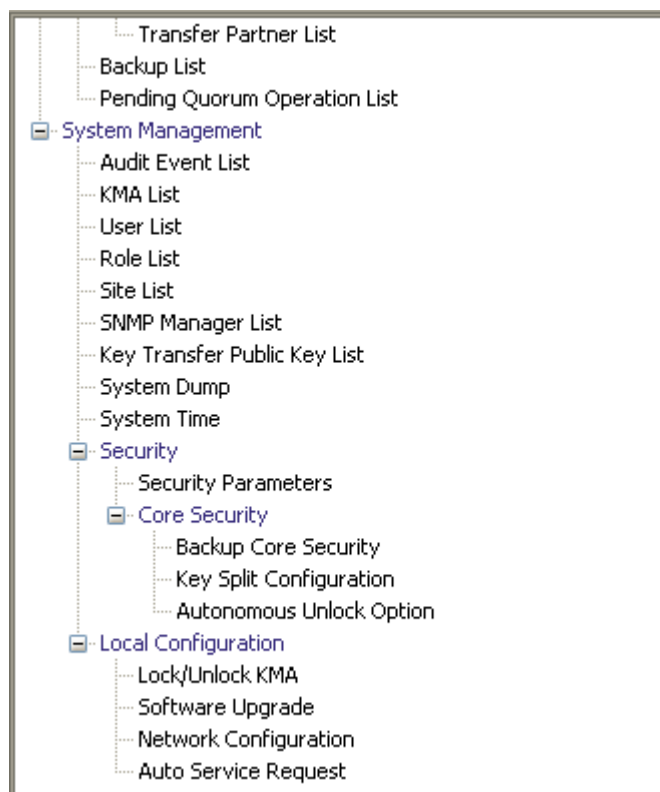 Transfer Partner List
Backup List
Pending Quorum Operation List
System Management
Audit Event List
KMA List
User List
Role List
Site List
SNMP Manager List
Key Transfer Public Key List
System Dump
System Time
Security
Security Parameters
Core Security
Backup Core Security
Key Split Configuration
Autonomous Unlock Option
Local Configuration
Lock/Unlock KMA
Software Upgrade
Network Configuration
Auto Service Request